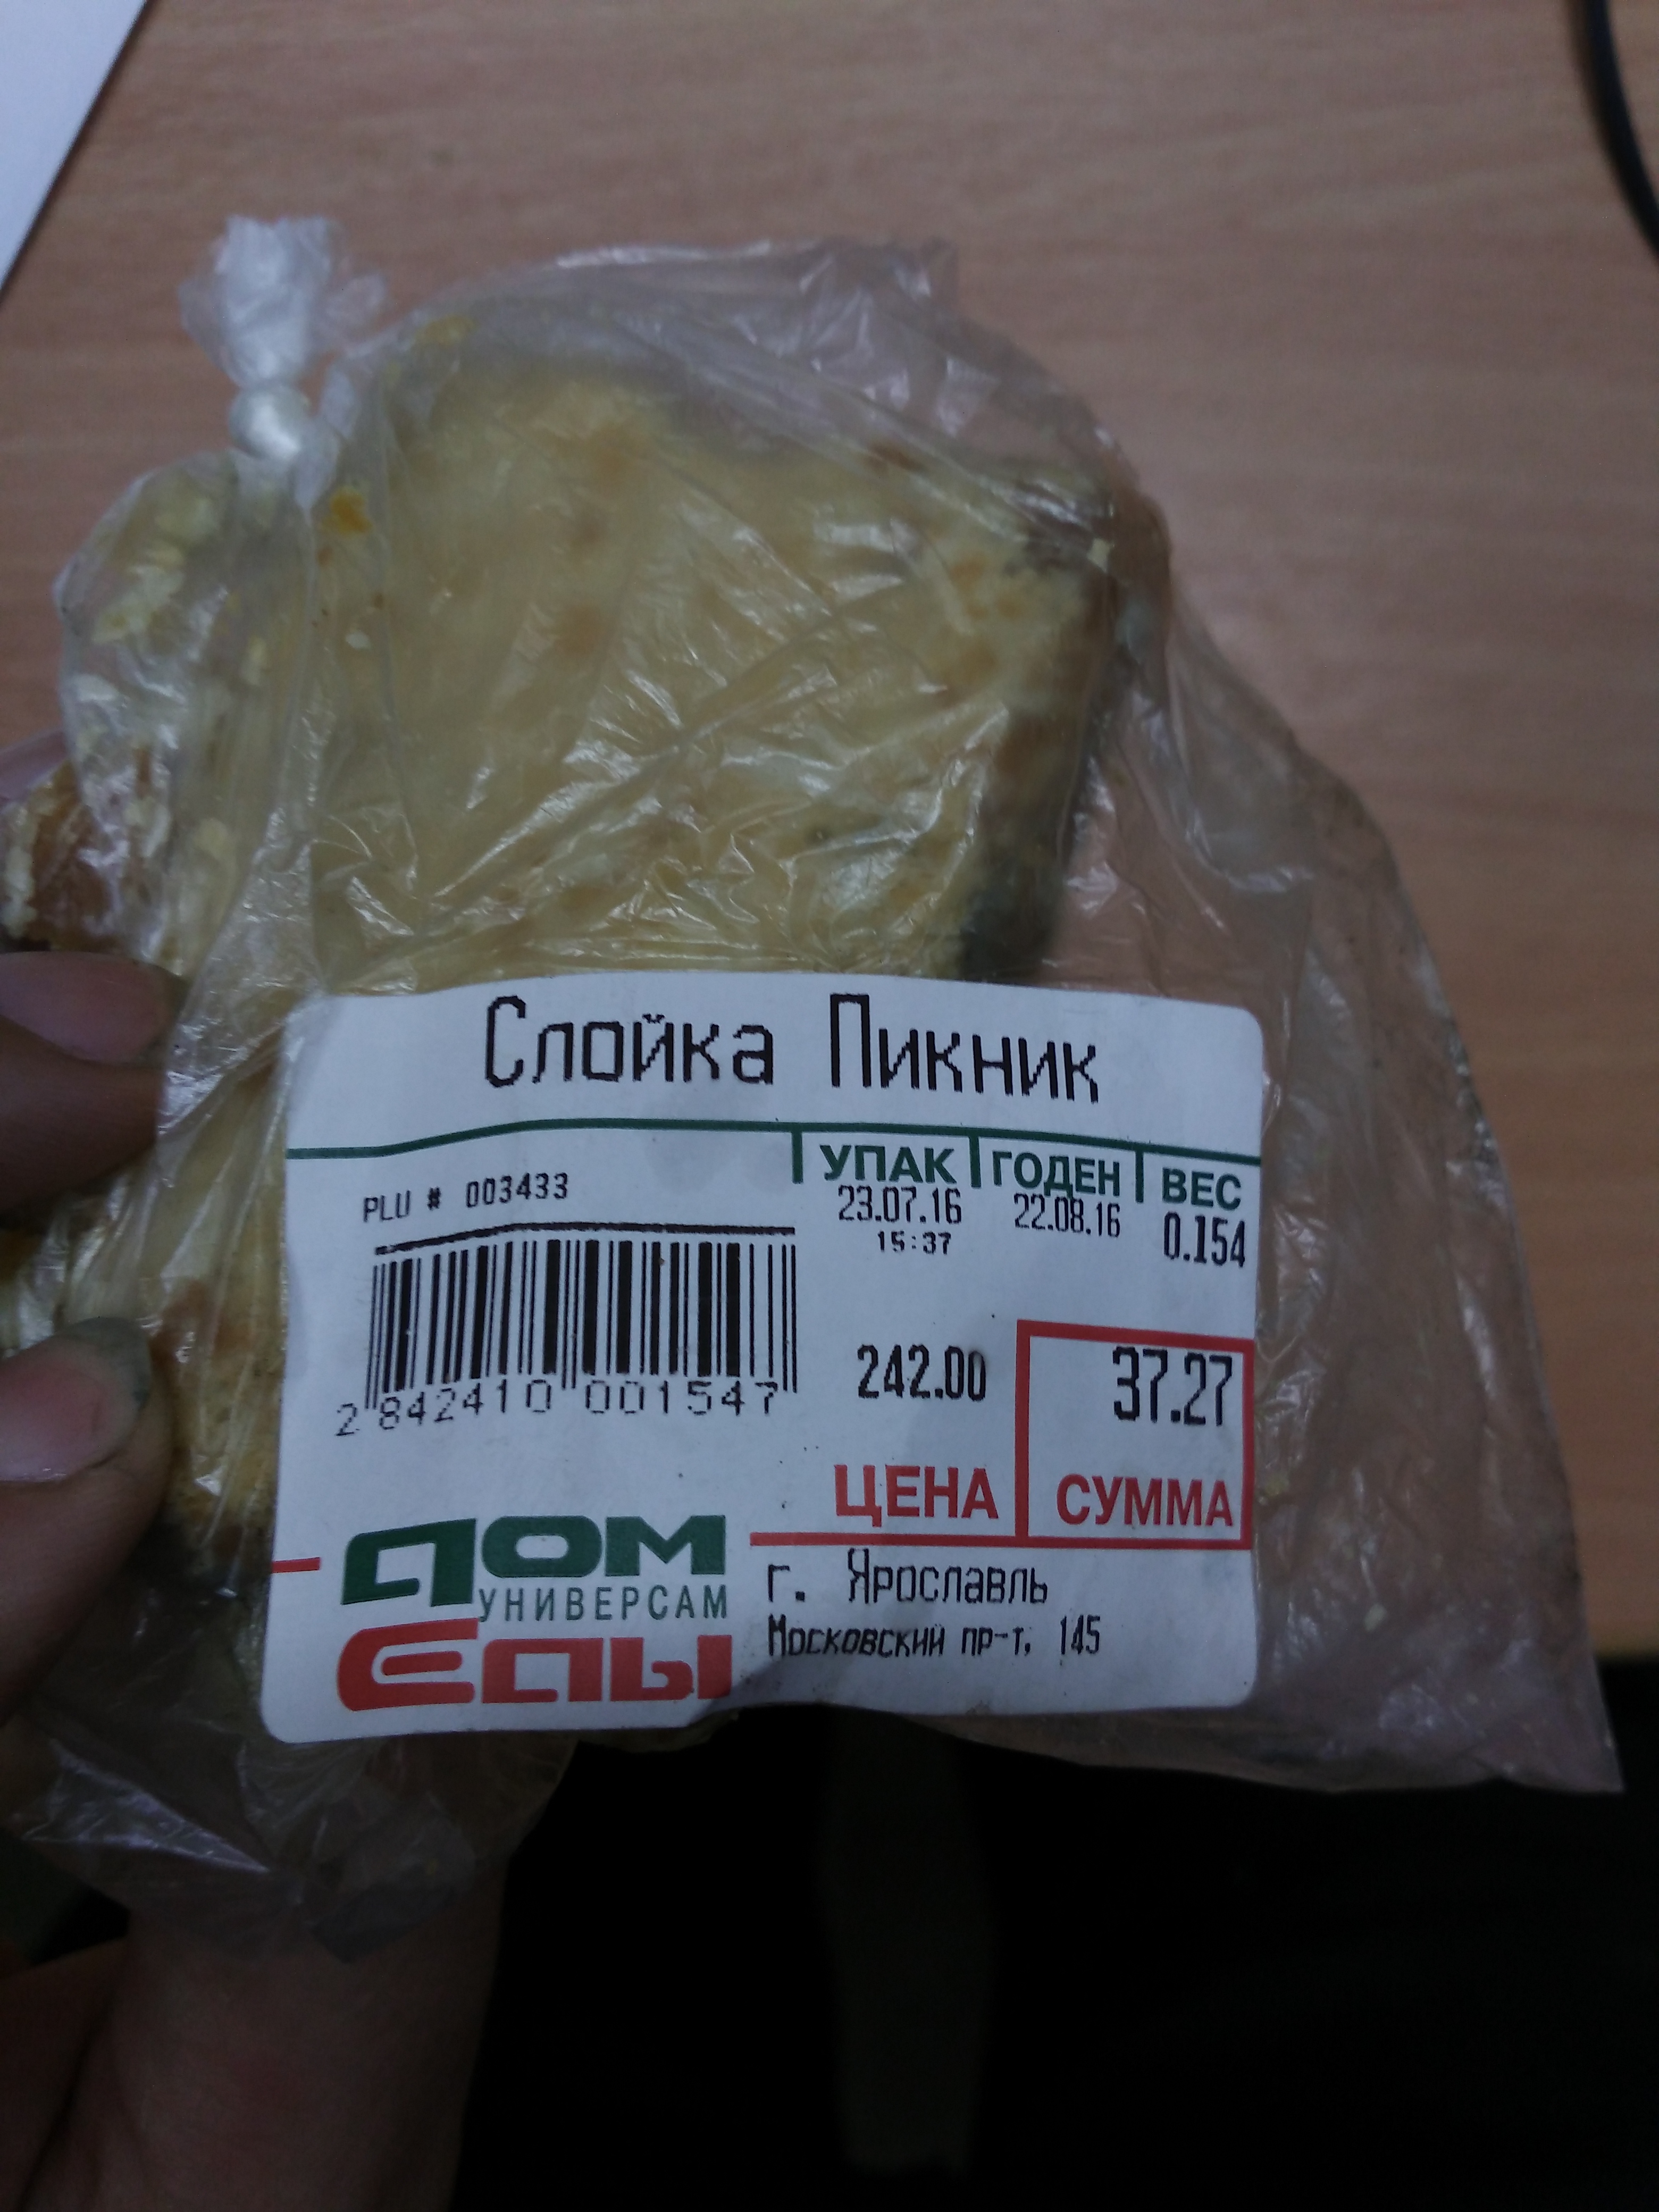 Слойка Пикник
УПАК ГОДЕН ВЕС
PLU # 003433
23.07.16 22.08.16 0.154
15:37
242.00 37.27
2 842410 001547
ЦЕНА СУММА
ДОМ
УНИВЕРСАМ
ЕДЫ
г. Ярославль
Московский пр-т, 145